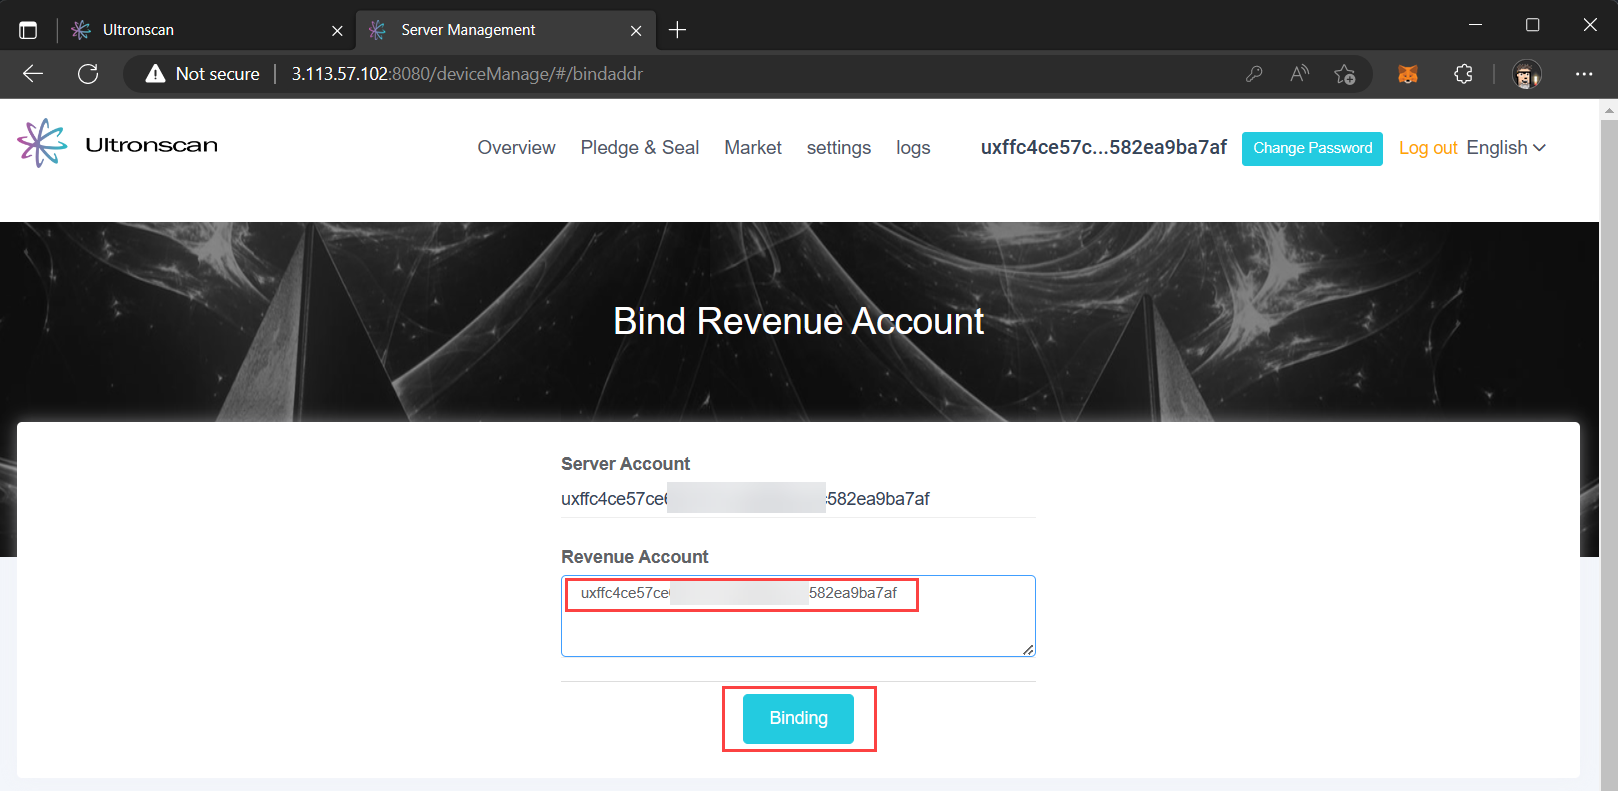 Ultronscan
Server Management
Not secure
3.113.57.102:8080/deviceManage/#/bindaddr
Ultronscan
Overview
Pledge & Seal
Market
settings
logs
uxffc4ce57c...582ea9ba7af
Change Password
Log out
English
Bind Revenue Account
Server Account
uxffc4ce57ce 582ea9ba7af
Revenue Account
uxffc4ce57ce 582ea9ba7af
Binding